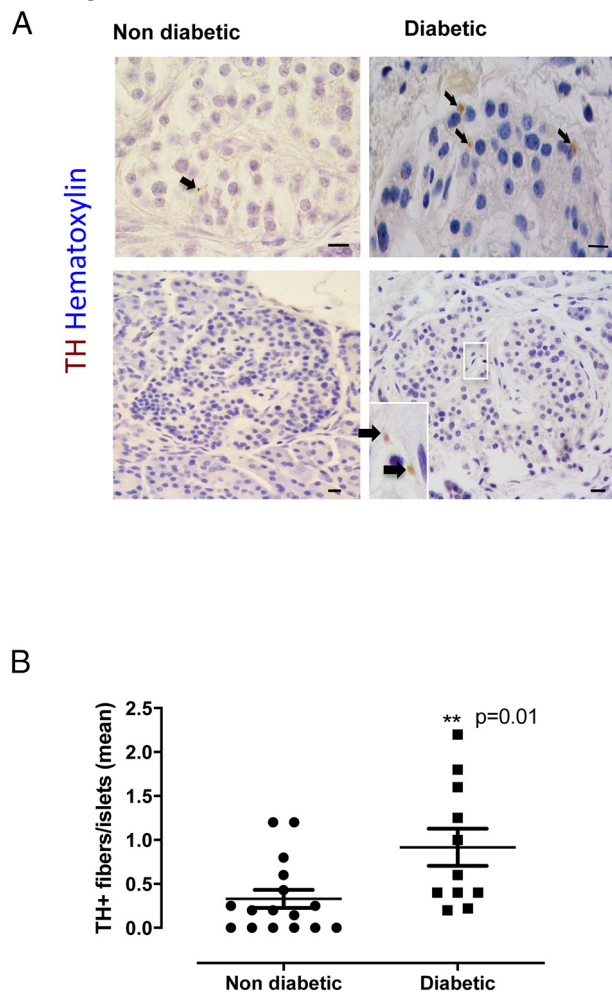 A
Non diabetic
Diabetic
TH Hematoxylin
B
TH+ fibers/islets (mean)
2.5
2.0
1.5
1.0
0.5
0.0
** p=0.01
Non diabetic
Diabetic